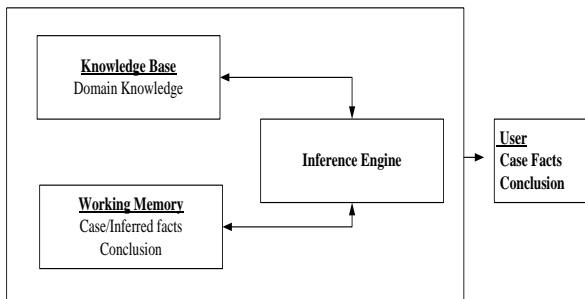 Knowledge Base
Domain Knowledge
Inference Engine
User
Case Facts
Conclusion
Working Memory
Case/Inferred facts
Conclusion